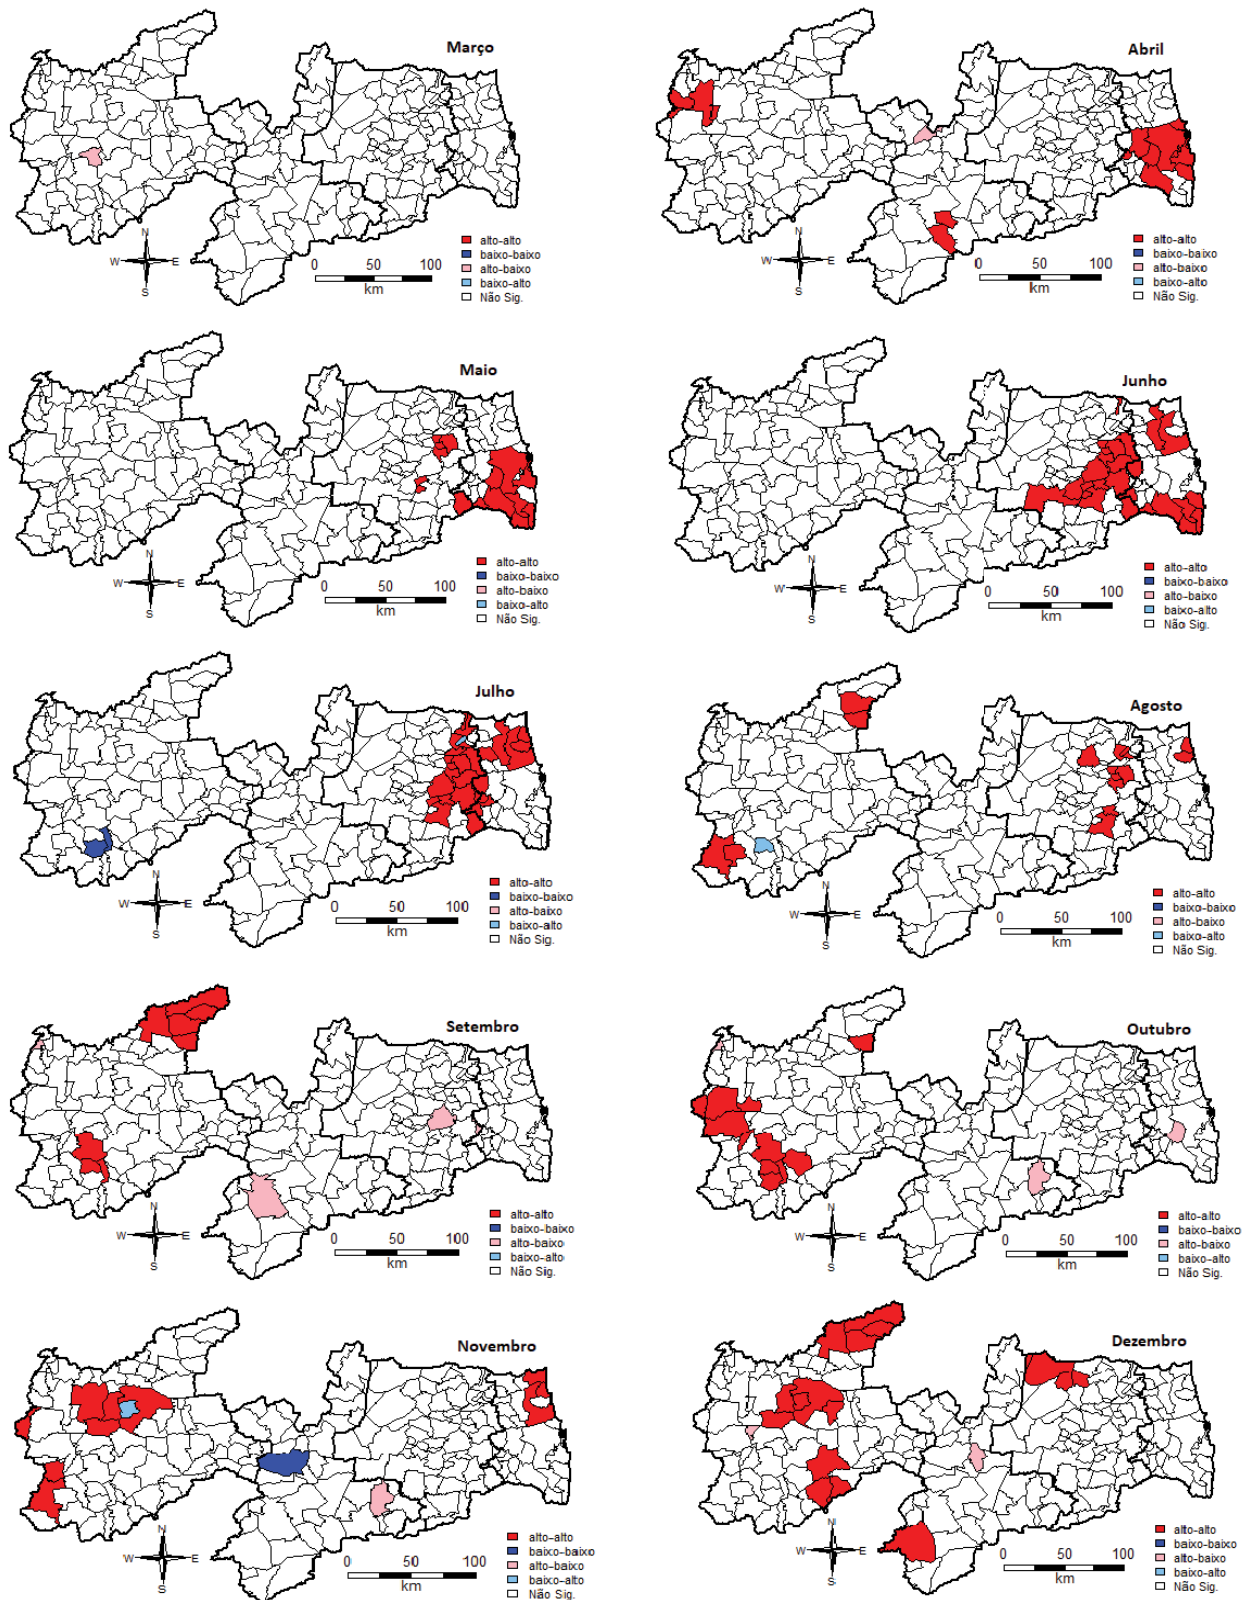 Março
N
W E
S
0 50 100
km
alto-alto
baixo-baixo
alto-baixo
baixo-alto
Não Sig.
Abril
N
W E
S
0 50 100
km
alto-alto
baixo-baixo
alto-baixo
baixo-alto
Não Sig.
Maio
N
W E
S
0 50 100
km
alto-alto
baixo-baixo
alto-baixo
baixo-alto
Não Sig.
Junho
N
W E
S
0 50 100
km
alto-alto
baixo-baixo
alto-baixo
baixo-alto
Não Sig.
Julho
N
W E
S
0 50 100
km
alto-alto
baixo-baixo
alto-baixo
baixo-alto
Não Sig.
Agosto
N
W E
S
0 50 100
km
alto-alto
baixo-baixo
alto-baixo
baixo-alto
Não Sig.
Setembro
N
W E
S
0 50 100
km
alto-alto
baixo-baixo
alto-baixo
baixo-alto
Não Sig.
Outubro
N
W E
S
0 50 100
km
alto-alto
baixo-baixo
alto-baixo
baixo-alto
Não Sig.
Novembro
N
W E
S
0 50 100
km
alto-alto
baixo-baixo
alto-baixo
baixo-alto
Não Sig.
Dezembro
N
W E
S
0 50 100
km
alto-alto
baixo-baixo
alto-baixo
baixo-alto
Não Sig.